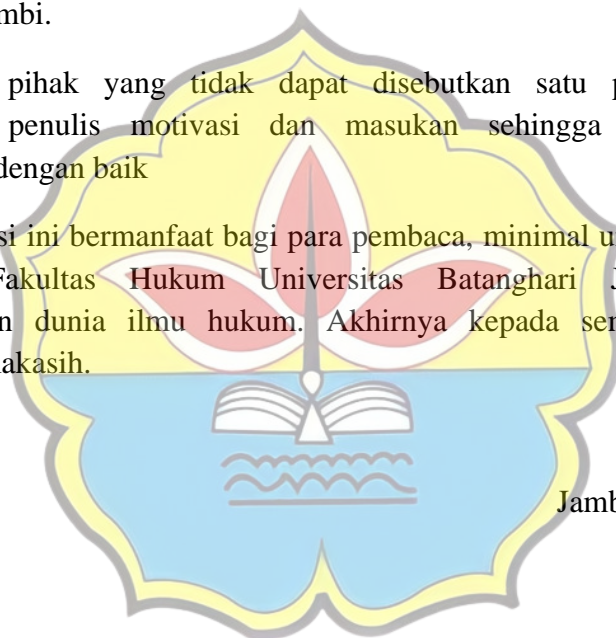 mbi.
pihak yang tidak dapat disebutkan satu p
penulis motivasi dan masukan sehingga
dengan baik
si ini bermanfaat bagi para pembaca, minimal u
Fakultas Hukum Universitas Batanghari J
n dunia ilmu hukum. Akhirnya kepada se
akasih.
Jamb